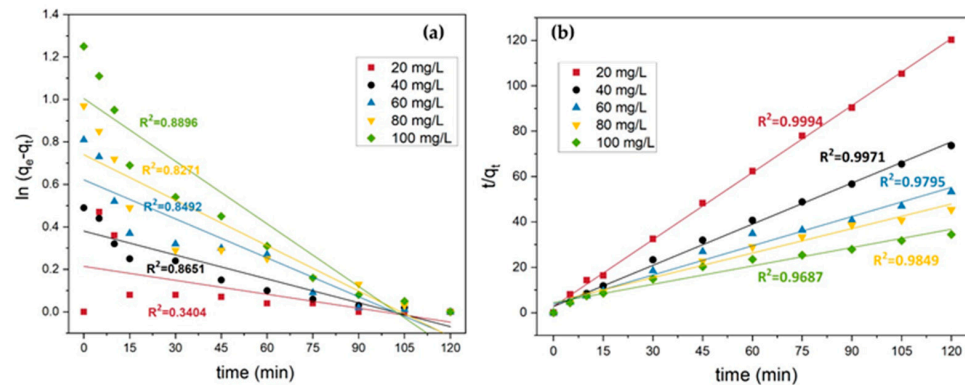 (a)
1.4
1.2
1.0
0.8
0.6
0.4
0.2
0.0
ln (qe-qt)
20 mg/L
40 mg/L
60 mg/L
80 mg/L
100 mg/L
R²=0.8896
R²=0.8271
R²=0.8492
R²=0.8651
R²=0.3404
0 15 30 45 60 75 90 105 120
time (min)
(b)
120
100
80
60
40
20
0
t/qt
20 mg/L
40 mg/L
60 mg/L
80 mg/L
100 mg/L
R²=0.9994
R²=0.9971
R²=0.9795
R²=0.9849
R²=0.9687
0 15 30 45 60 75 90 105 120
time (min)